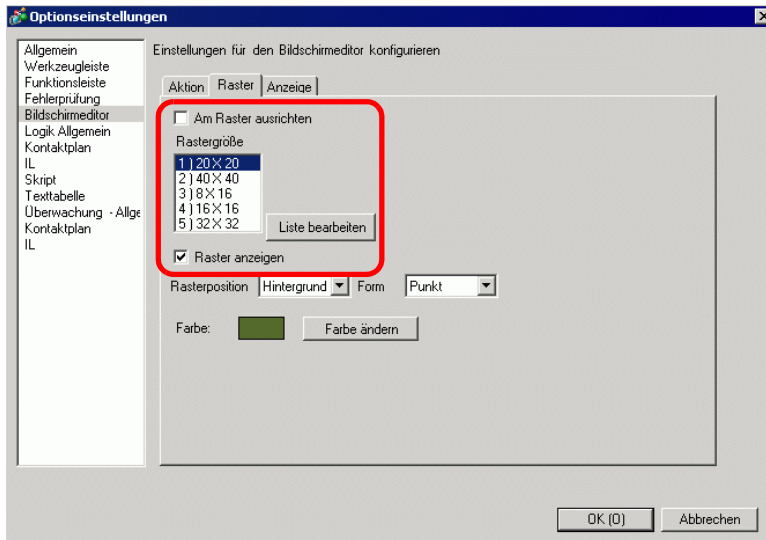 Optionseinstellungen
Allgemein
Werkzeugleiste
Funktionsleiste
Fehlerprüfung
Bildschirmeditor
Logik Allgemein
Kontaktplan
IL
Skript
Texttabelle
Überwachung - Allge
Kontaktplan
IL
Einstellungen für den Bildschirmeditor konfigurieren
Aktion Raster Anzeige
Am Raster ausrichten
Rastergröße
1 ) 20 X 20
2 ) 40 X 40
3 ) 8 X 16
4 ) 16 X 16
5 ) 32 X 32
Liste bearbeiten
Raster anzeigen
Rasterposition Hintergrund Form Punkt
Farbe: Farbe ändern
OK (O) Abbrechen